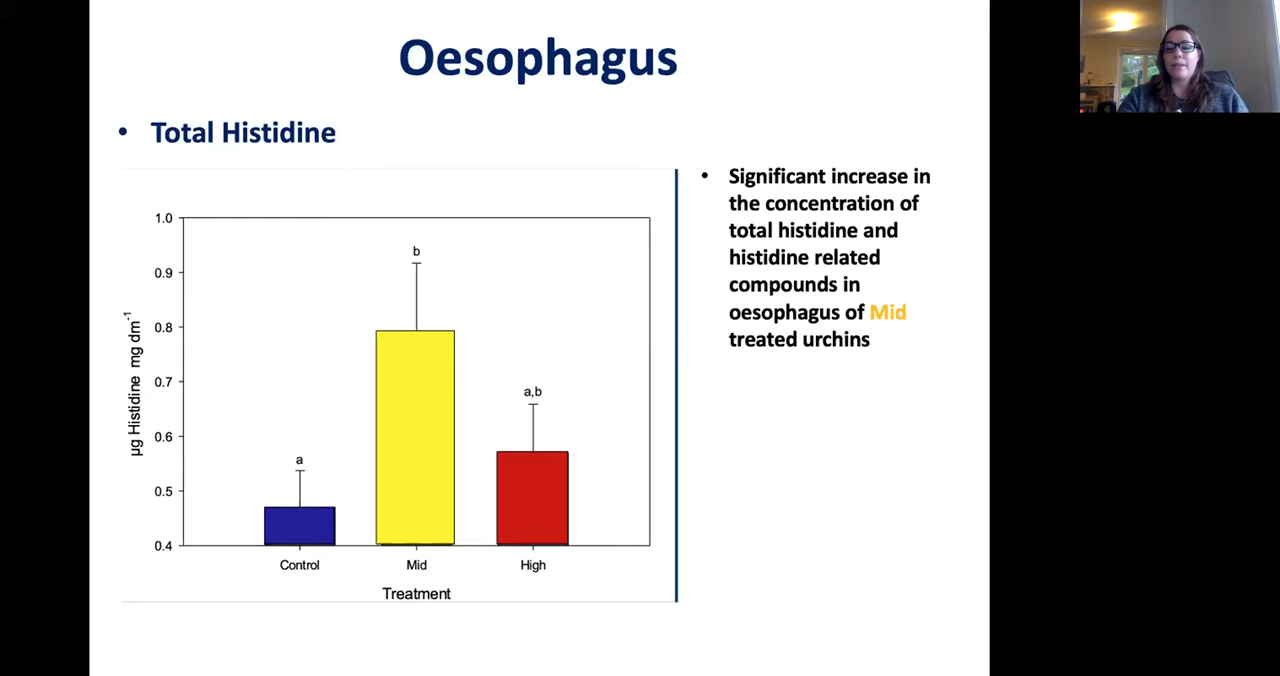 Oesophagus
• Total Histidine
1.0
0.9
0.8
0.7
0.6
0.5
0.4
µg Histidine mg dm⁻¹
a
b
a,b
Control
Mid
High
Treatment
• Significant increase in
the concentration of
total histidine and
histidine related
compounds in
oesophagus of Mid
treated urchins